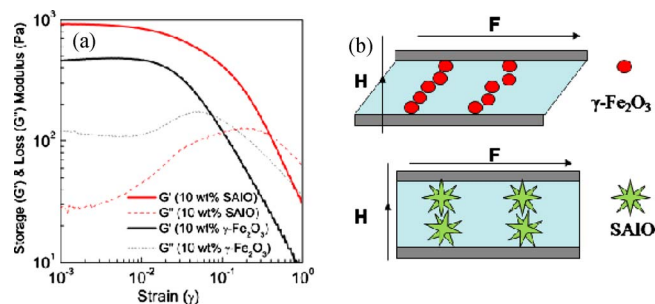 (a)
Storage (G') & Loss (G") Modulus (Pa)
10³
10²
10¹
G' (10 wt% SAIO)
G" (10 wt% SAIO)
G' (10 wt% γ-Fe₂O₃)
G" (10 wt% γ-Fe₂O₃)
10⁻³ 10⁻² 10⁻¹ 10⁰
Strain (γ)
(b)
F
H
γ-Fe₂O₃
F
H
SAIO